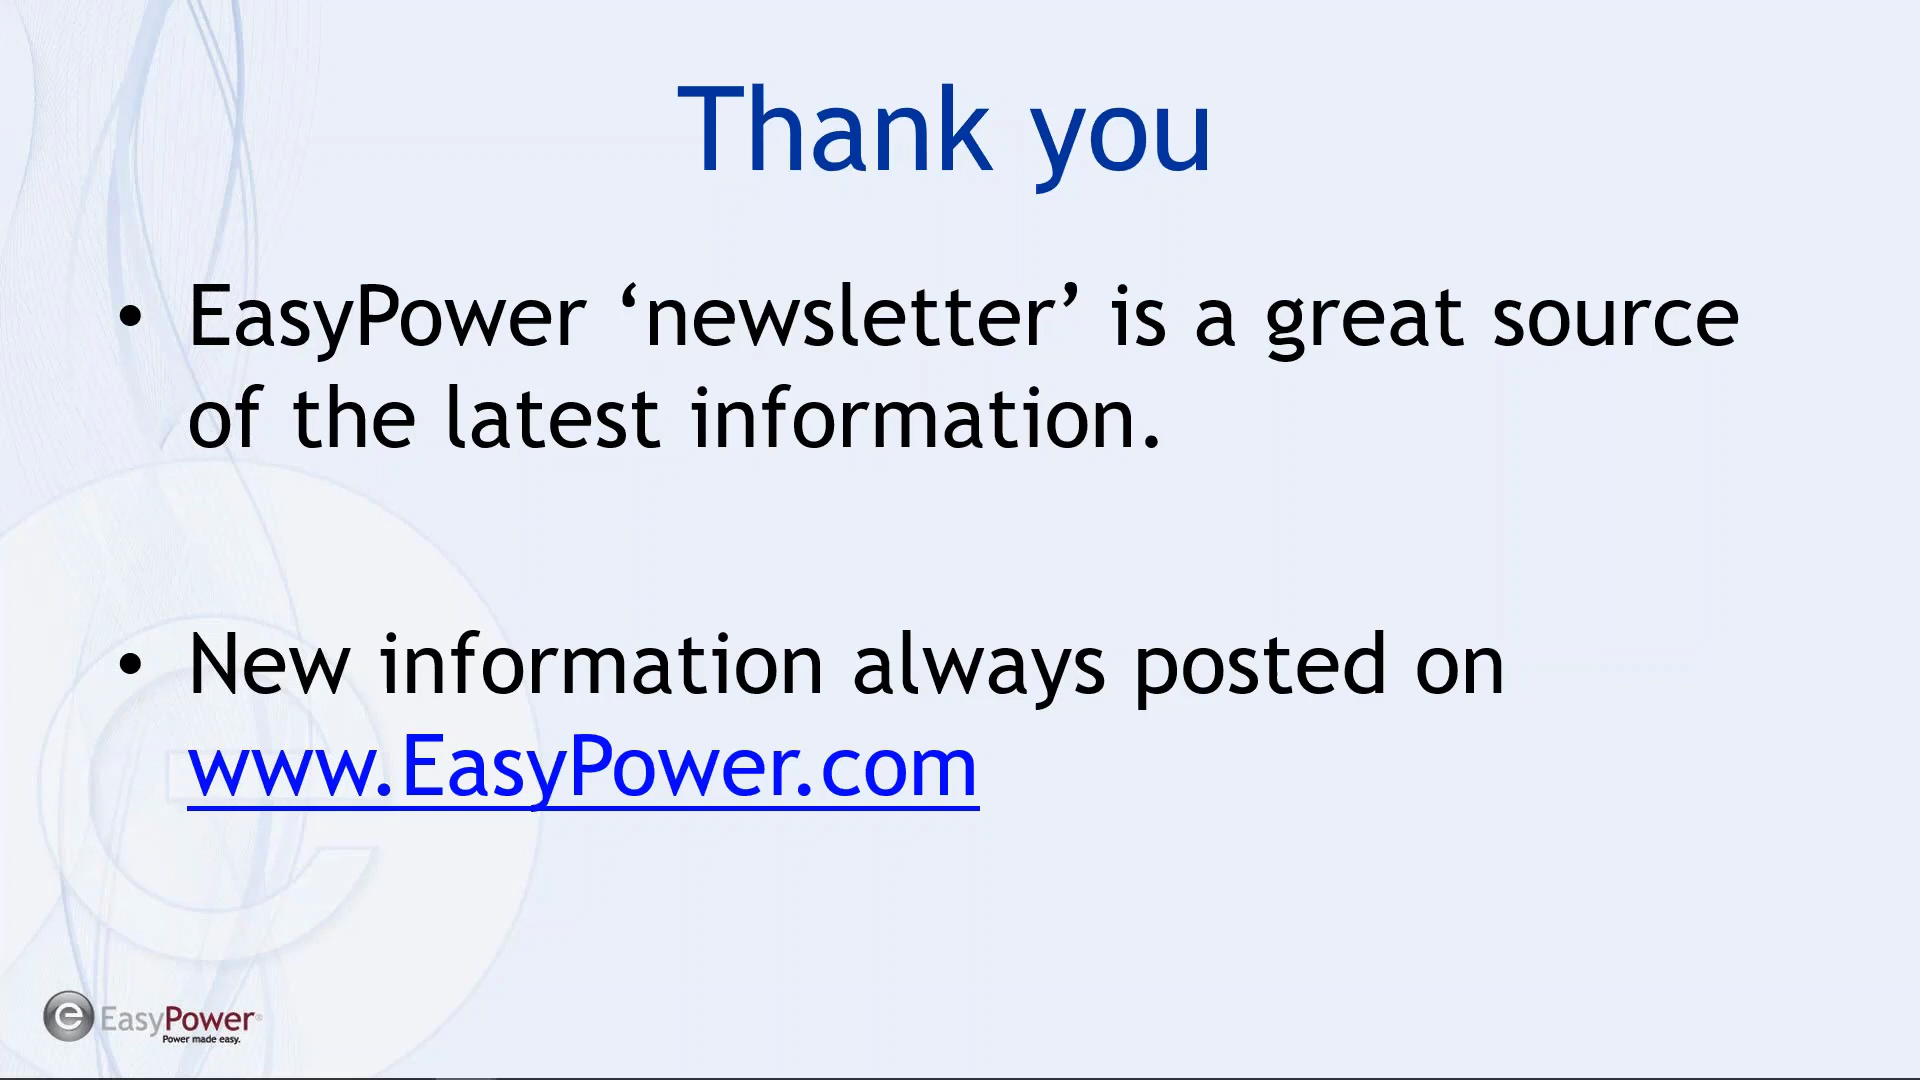 Thank you
• EasyPower ‘newsletter’ is a great source
of the latest information.
• New information always posted on
www.EasyPower.com
e EasyPower®
Power made easy.